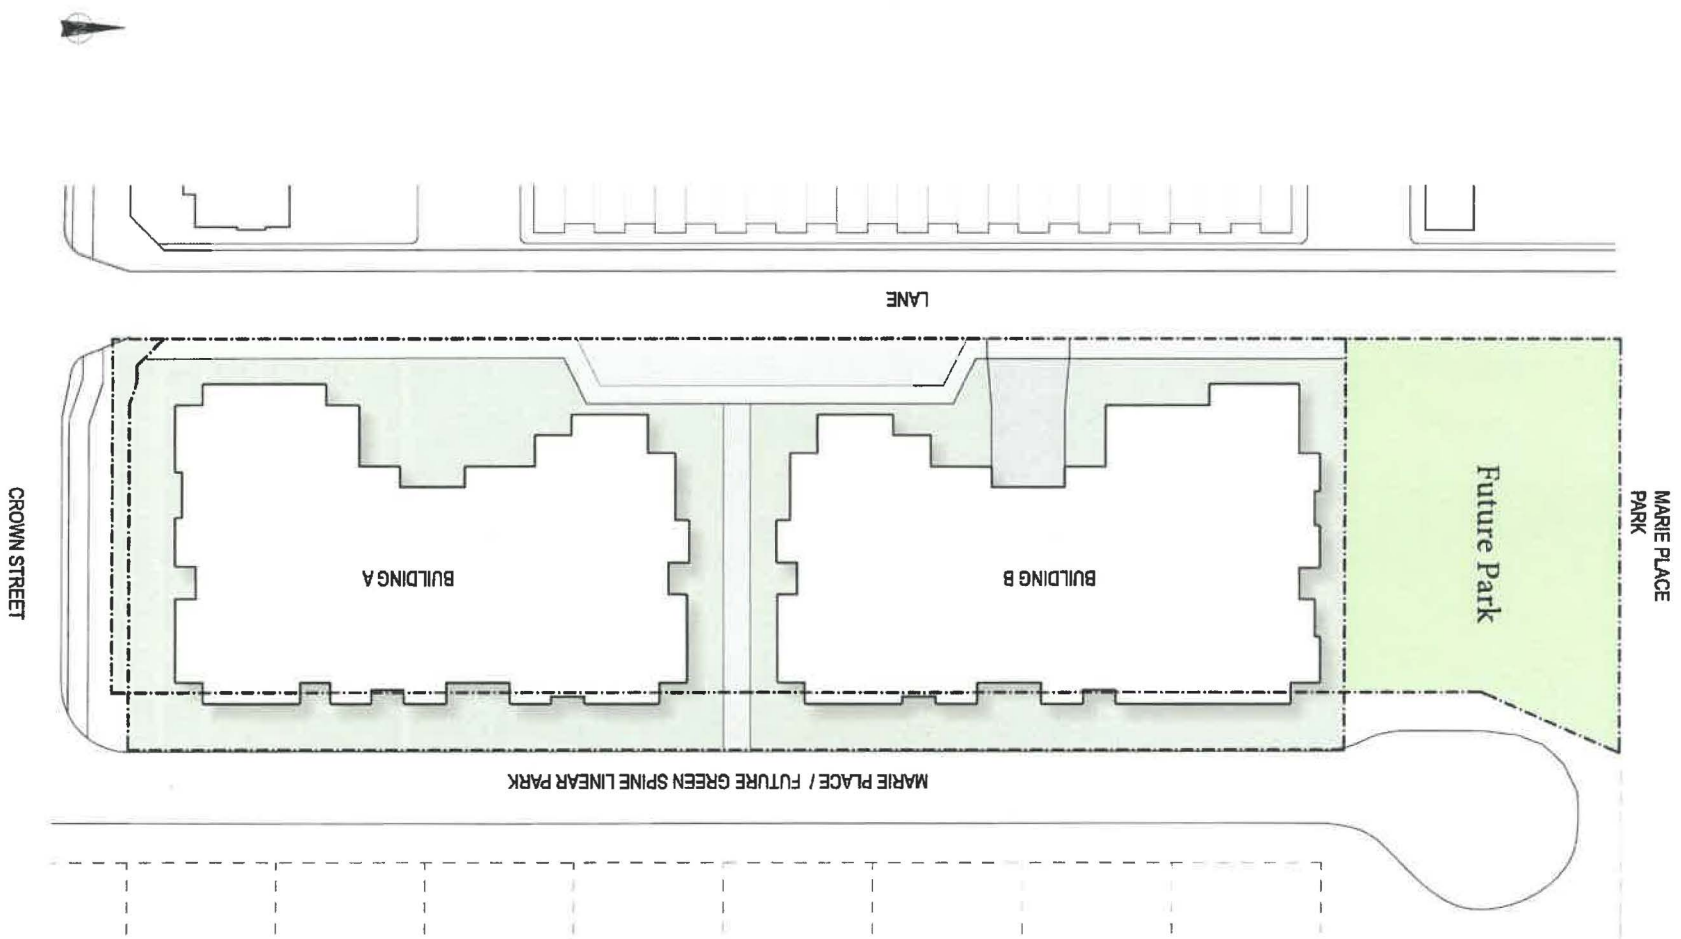 LANE
CROWN STREET
BUILDING A
BUILDING B
Future Park
MARIE PLACE
PARK
MARIE PLACE / FUTURE GREEN SPINE LINEAR PARK